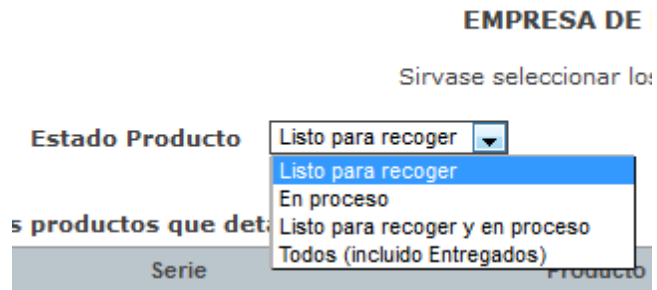 EMPRESA DE
Sirvase seleccionar los
Estado Producto Listo para recoger
Listo para recoger
En proceso
Listo para recoger y en proceso
Todos (incluido Entregados)
s productos que det
Serie Producto